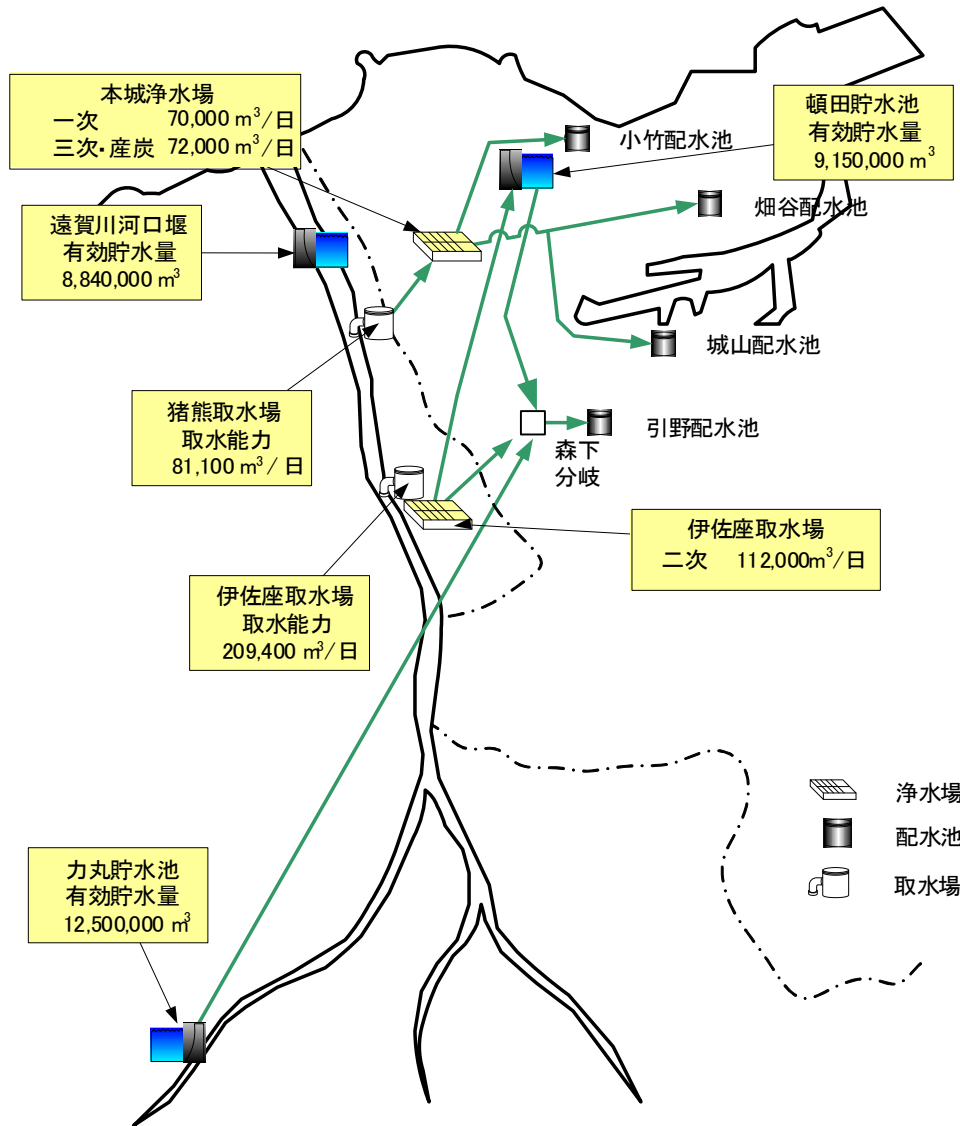 本城浄水場
一次 70,000 m³/日
三次・産炭 72,000 m³/日
頓田貯水池
有効貯水量
9,150,000 m³
小竹配水池
畑谷配水池
遠賀川河口堰
有効貯水量
8,840,000 m³
城山配水池
猪熊取水場
取水能力
81,100 m³/日
引野配水池
森下
分岐
伊佐座取水場
二次 112,000m³/日
伊佐座取水場
取水能力
209,400 m³/日
浄水場
配水池
取水場
力丸貯水池
有効貯水量
12,500,000 m³